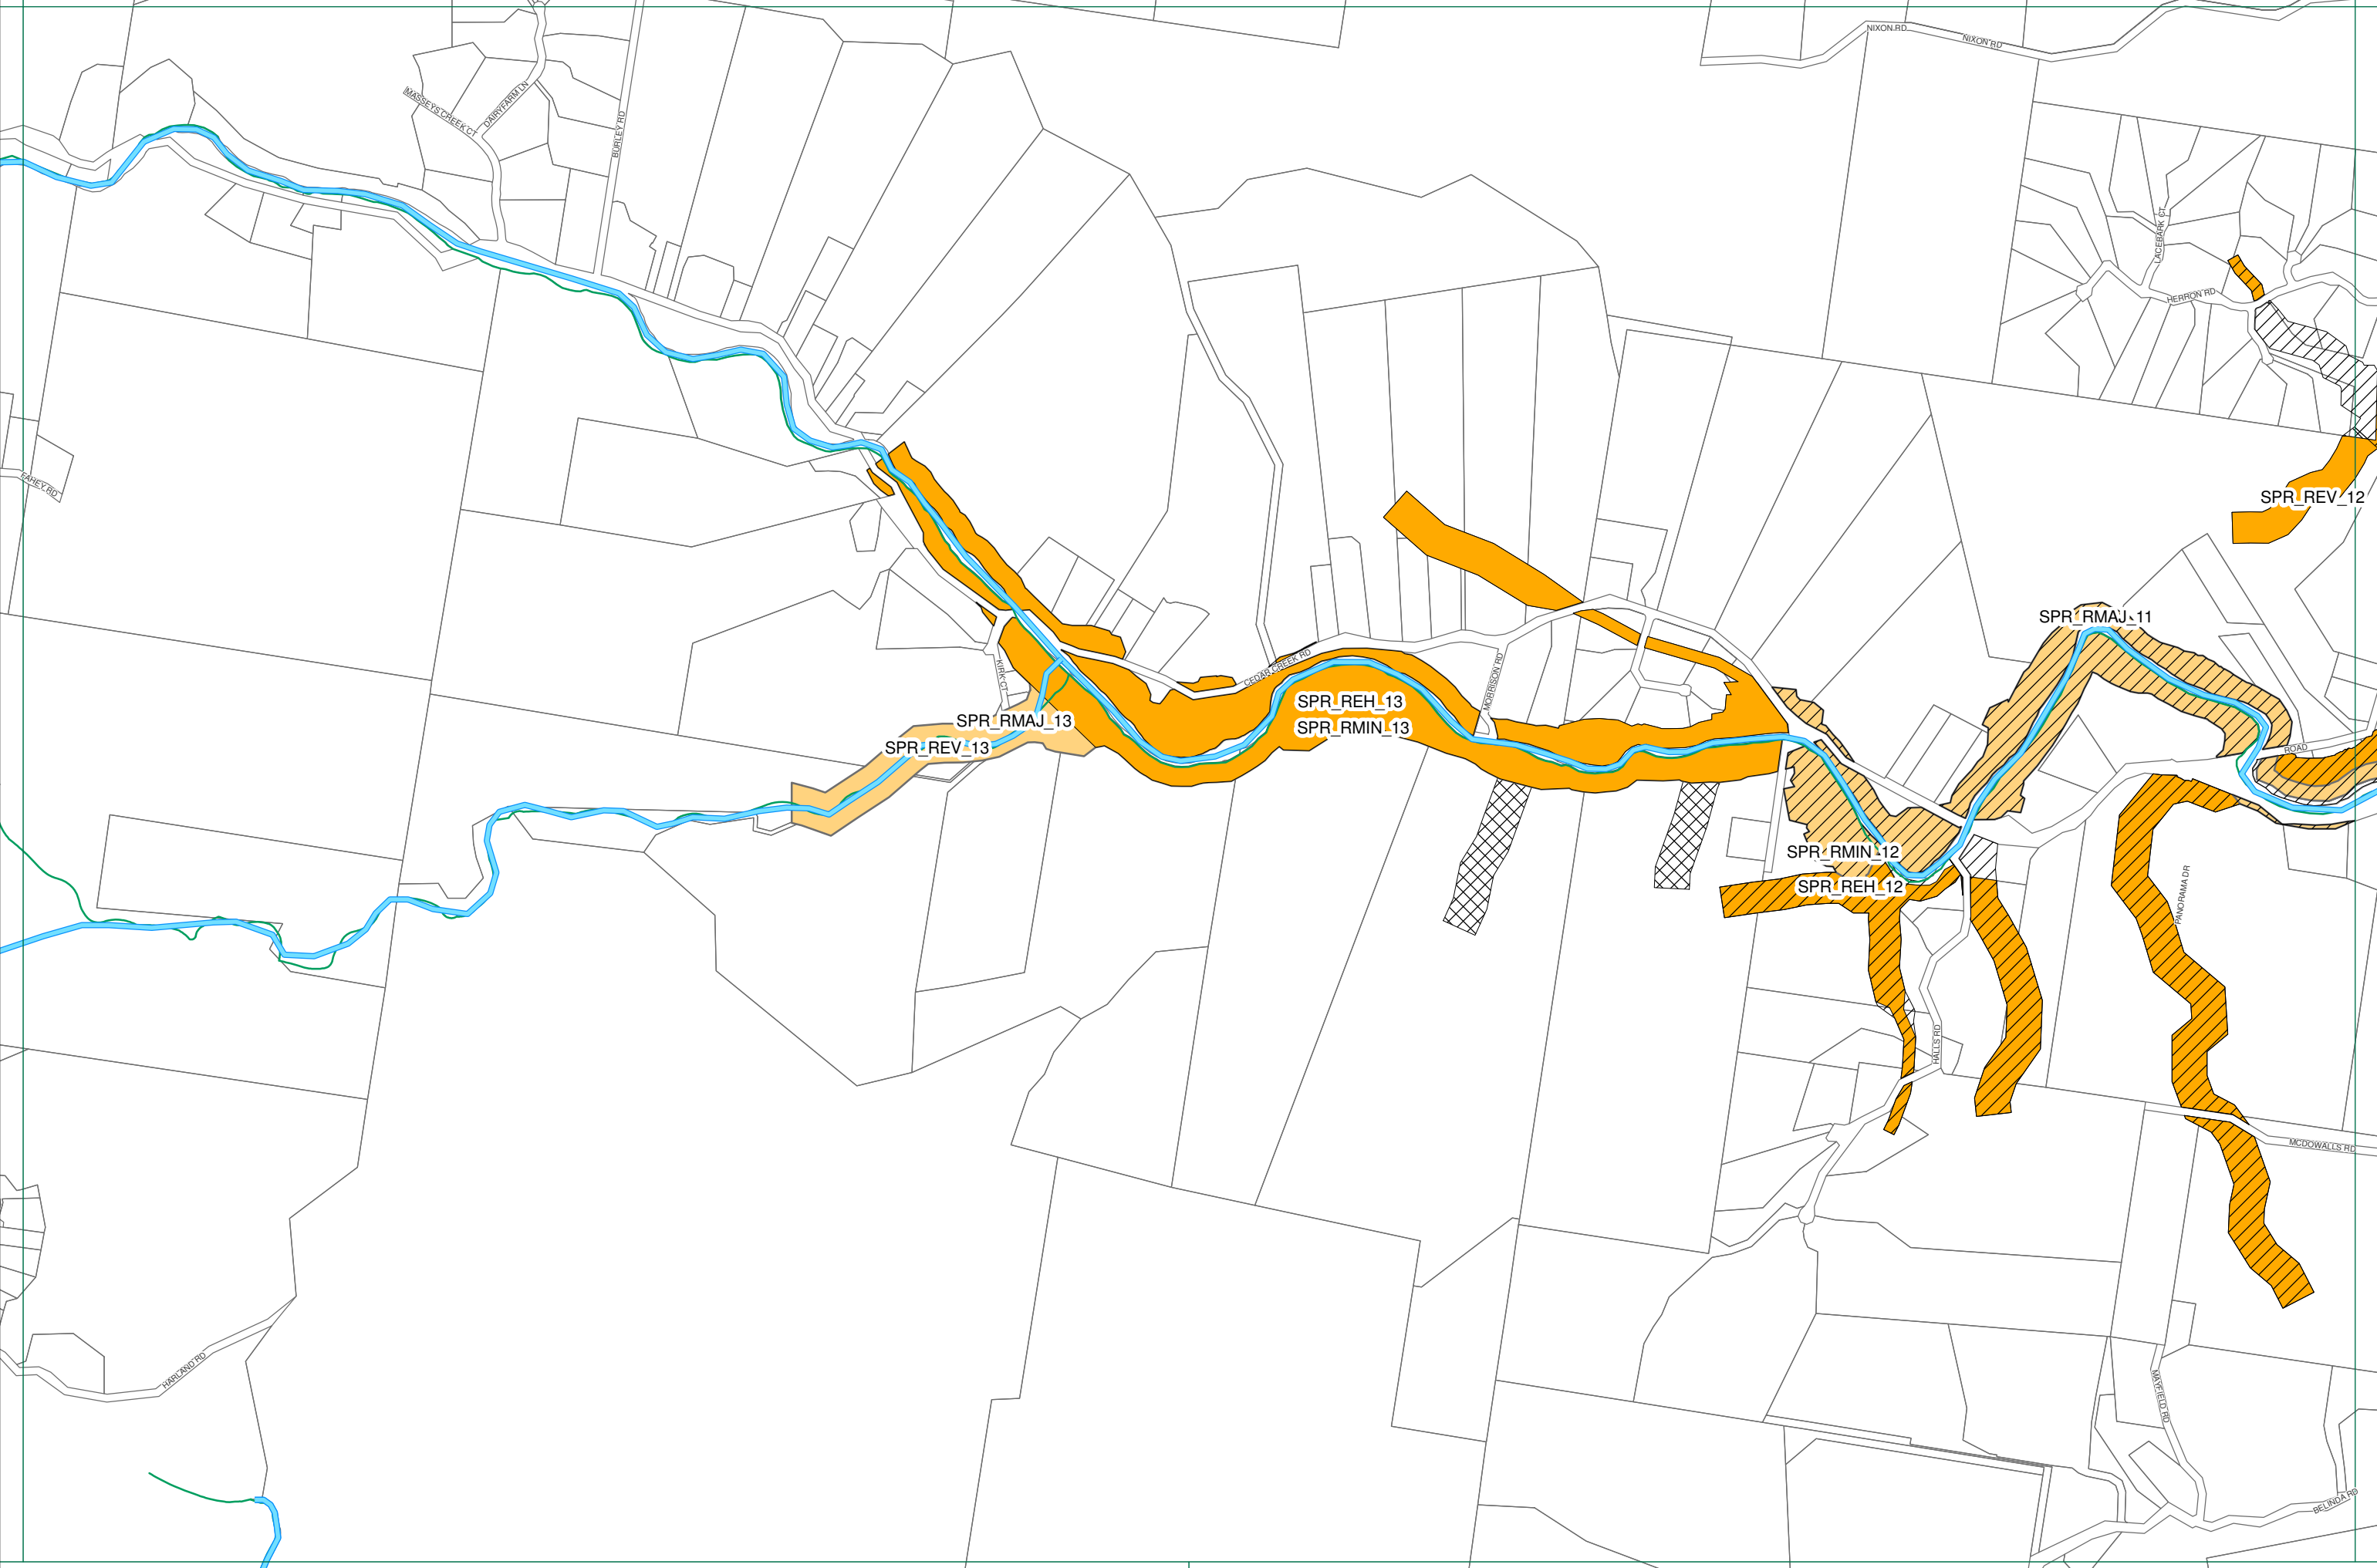 NIXON RD
NIXON RD
MASSEYS CREEK CT
DAIRYFARM LN
BURLEY RD
LACEBARK CT
HERRON RD
FAHEY RD
SPR_REV_12
SPR_RMAJ_11
CEDAR CREEK RD
KIRK CT
MORRISON RD
SPR_REH_13
SPR_RMIN_13
SPR_RMAJ_13
SPR_REV_13
ROAD
SPR_RMIN_12
SPR_REH_12
PANORAMA DR
HALLS RD
MCDOWALLS RD
HARLAND RD
MAYFIELD RD
BELINDA RD